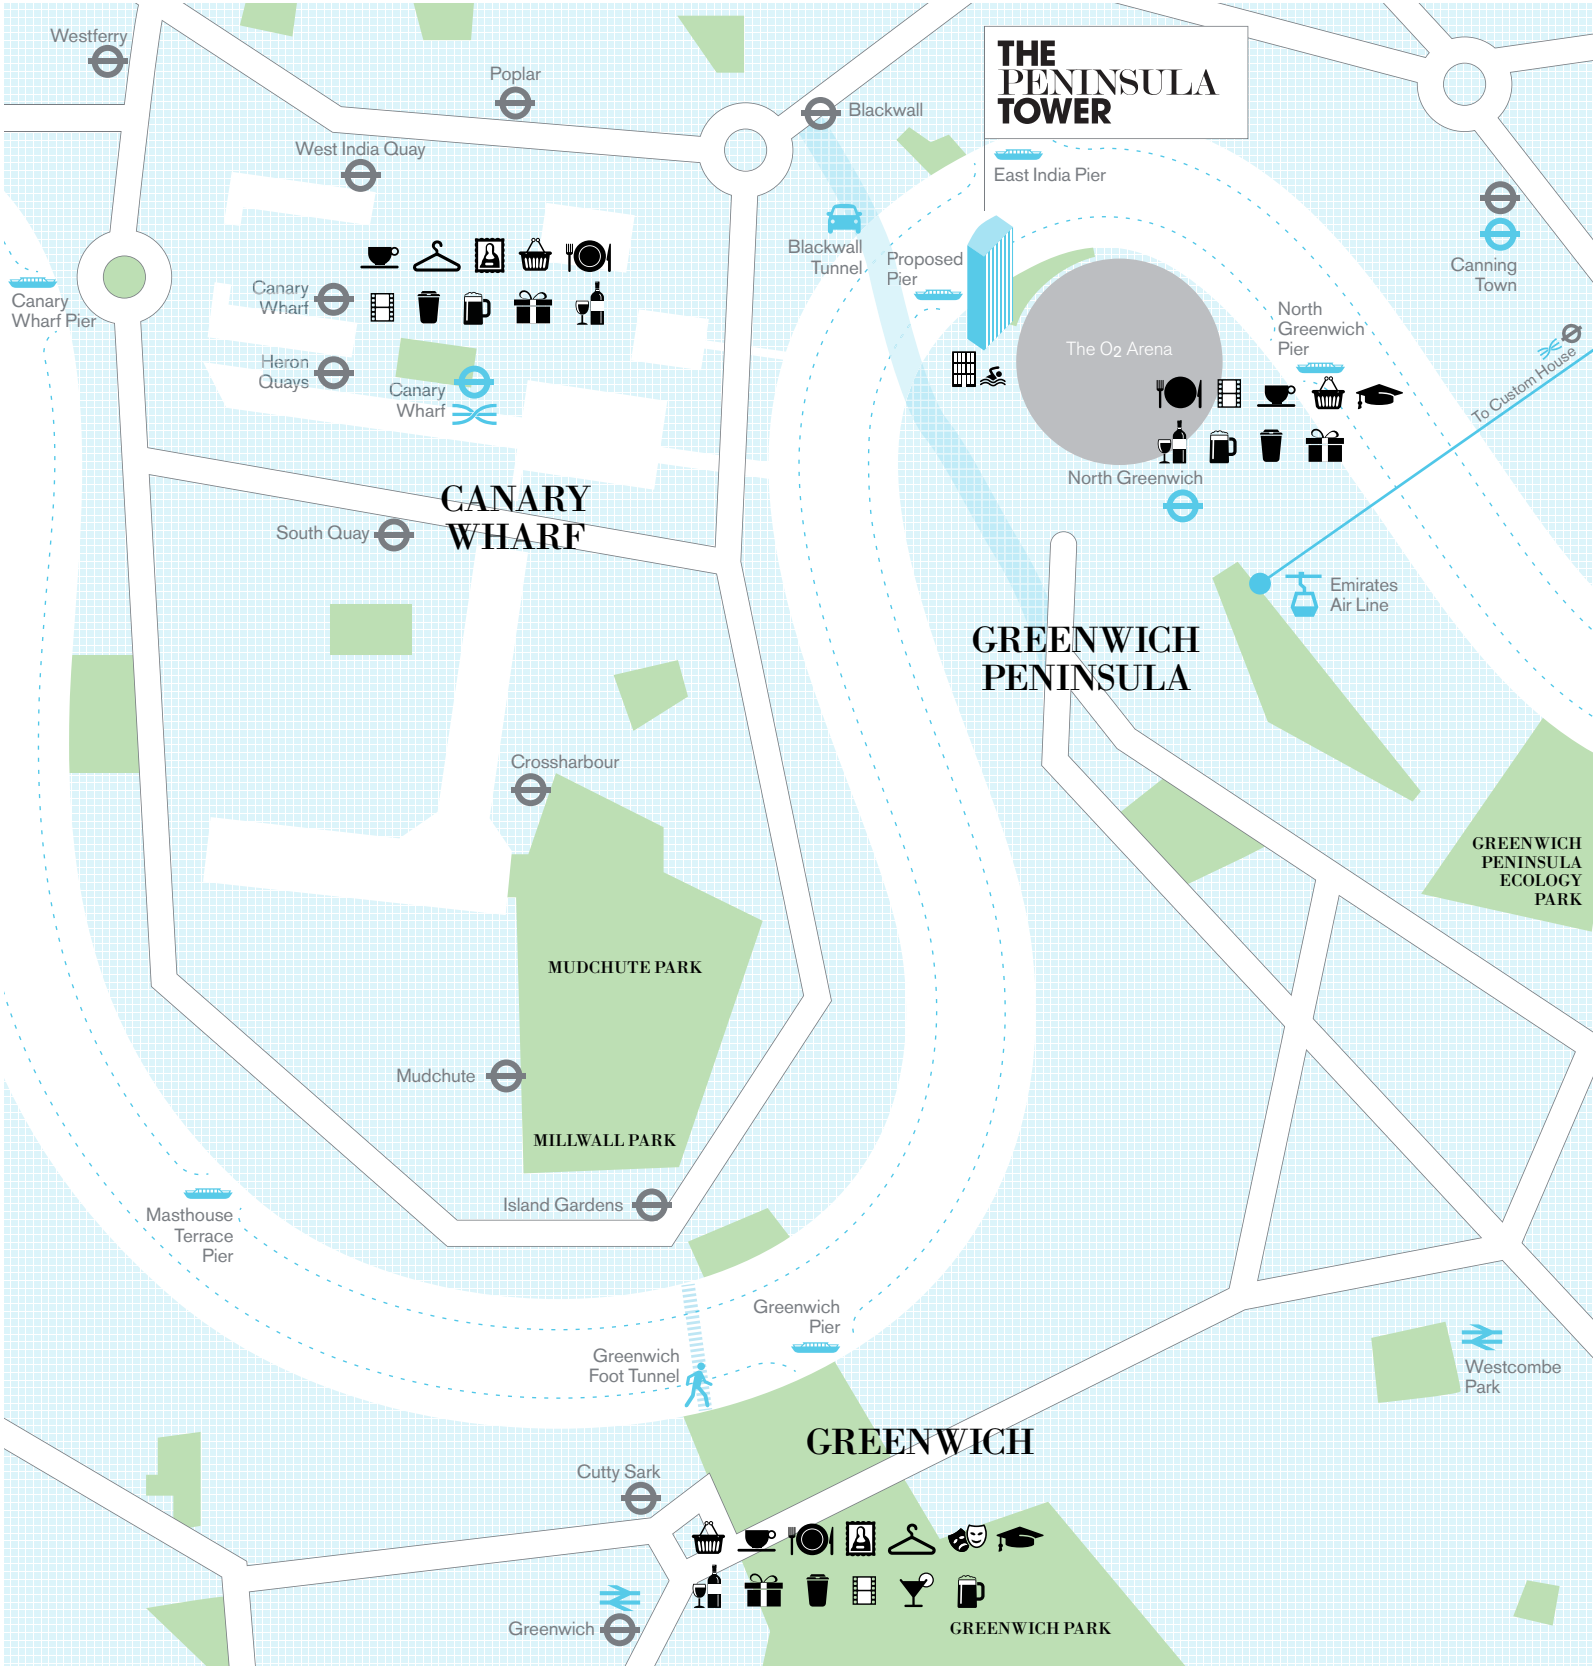 Westferry
Poplar
Blackwall
THE
PENINSULA
TOWER
West India Quay
East India Pier
Canary
Wharf Pier
Canary
Wharf
Heron
Quays
Canary
Wharf
Blackwall
Tunnel
Proposed
Pier
The O2 Arena
North
Greenwich
Pier
Canning
Town
To Custom House
North Greenwich
CANARY
WHARF
South Quay
Emirates
Air Line
GREENWICH
PENINSULA
Crossharbour
GREENWICH
PENINSULA
ECOLOGY
PARK
MUDCHUTE PARK
Mudchute
MILLWALL PARK
Island Gardens
Masthouse
Terrace
Pier
Greenwich
Pier
Greenwich
Foot Tunnel
Westcombe
Park
GREENWICH
Cutty Sark
Greenwich
GREENWICH PARK